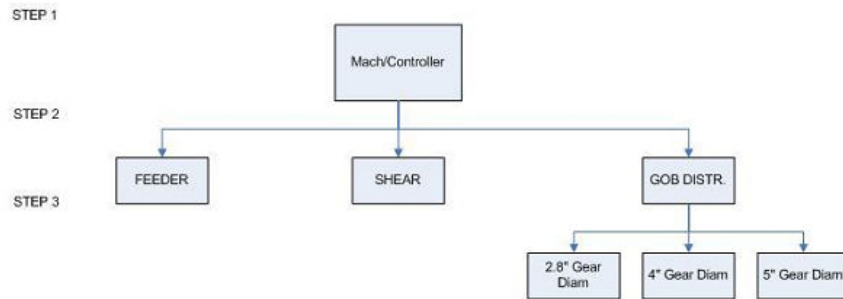 STEP 1
Mach/Controller
STEP 2
FEEDER
SHEAR
GOB DISTR.
STEP 3
2.8" Gear
Diam
4" Gear Diam
5" Gear Diam